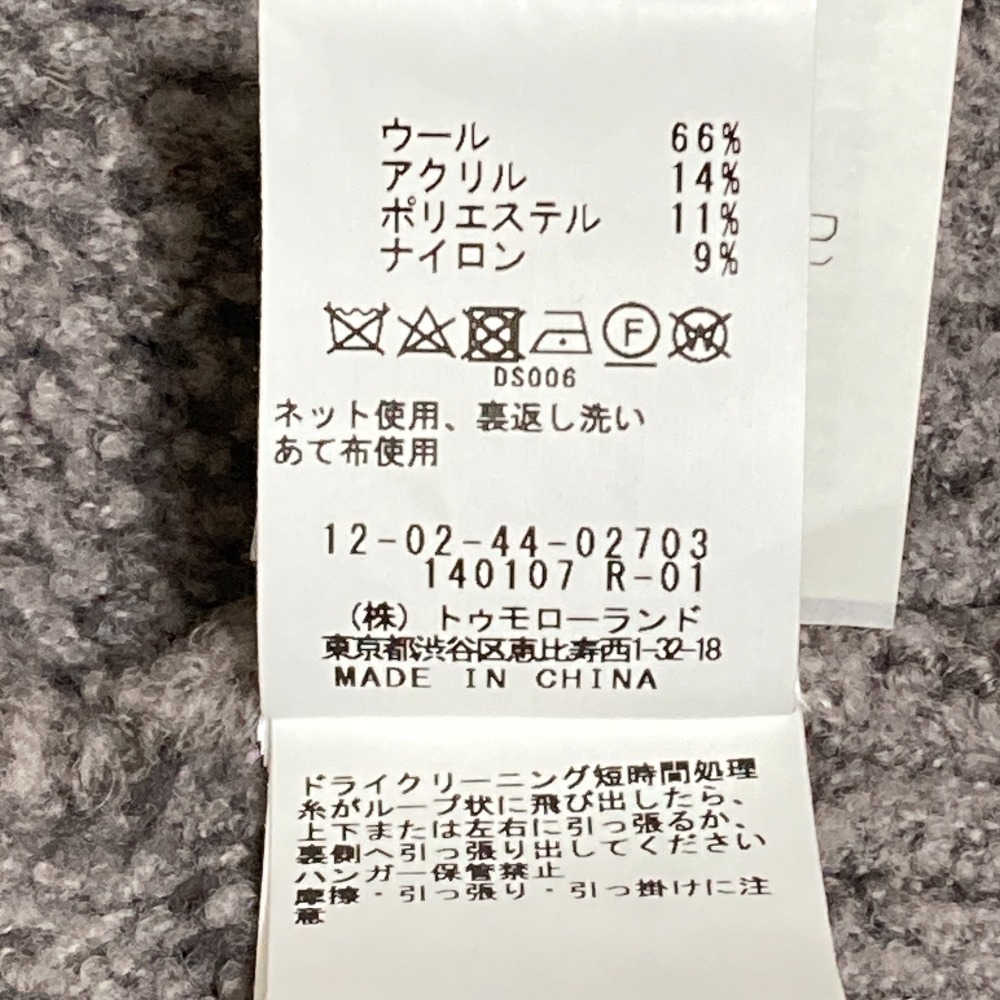 ウール 66%
アクリル 14%
ポリエステル 11%
ナイロン 9%
F
W
DS006
ネット使用、裏返し洗い
あて布使用
12-02-44-02703
140107 R-01
(株)トゥモローランド
東京都渋谷区恵比寿西1-32-18
MADE IN CHINA
ドライクリーニング短時間処理
糸がループ状に飛び出したら、
上下または左右に引っ張るか、
裏側へ引っ張り出してください
ハンガー保管禁止
摩擦・引っ張り・引っ掛けに注
意